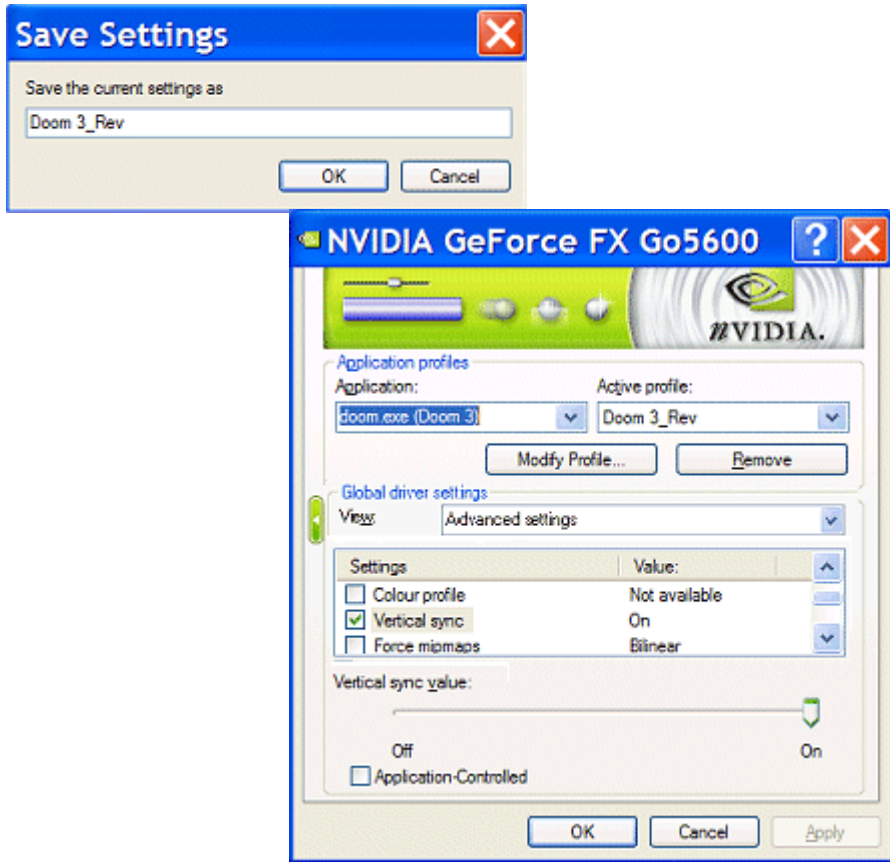 Save Settings
Save the current settings as
Doom 3_Rev
OK Cancel
NVIDIA GeForce FX Go5600 ?
nVIDIA.
Application profiles
Application: Active profile:
doom.exe (Doom 3) Doom 3_Rev
Modify Profile... Remove
Global driver settings
View: Advanced settings
Settings Value:
Colour profile Not available
Vertical sync On
Force mipmaps Bilinear
Vertical sync value:
Off On
Application-Controlled
OK Cancel Apply